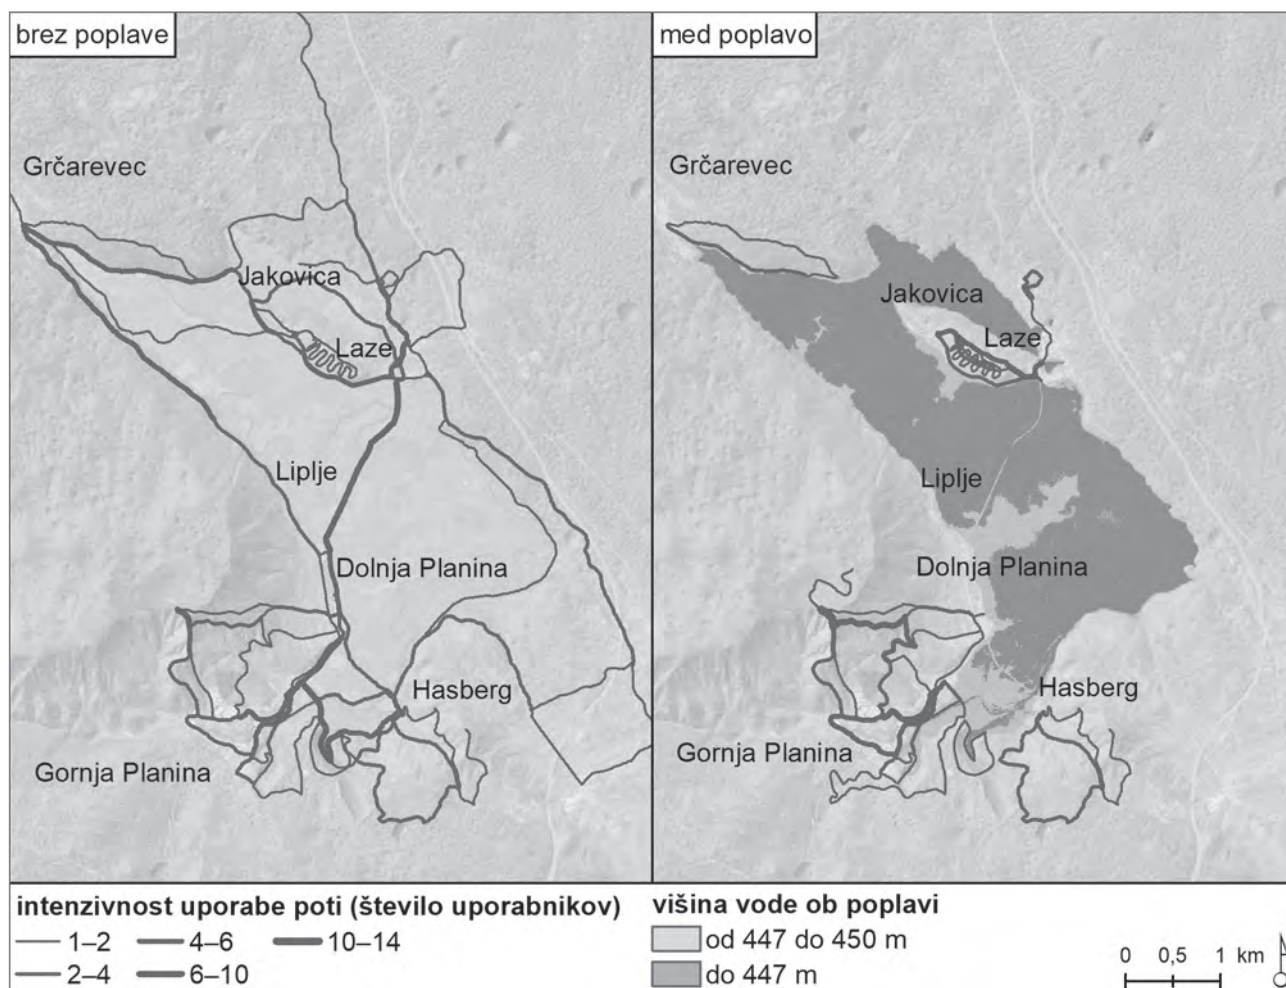 brez poplave
Grčarevec
Jakovica
Laze
Liplje
Dolnja Planina
Hasberg
Gornja Planina
med poplavo
Grčarevec
Jakovica
Laze
Liplje
Dolnja Planina
Hasberg
Gornja Planina
intenzivnost uporabe poti (število uporabnikov)
1–2
4–6
10–14
2–4
6–10
višina vode ob poplavi
od 447 do 450 m
do 447 m
0 0,5 1 km